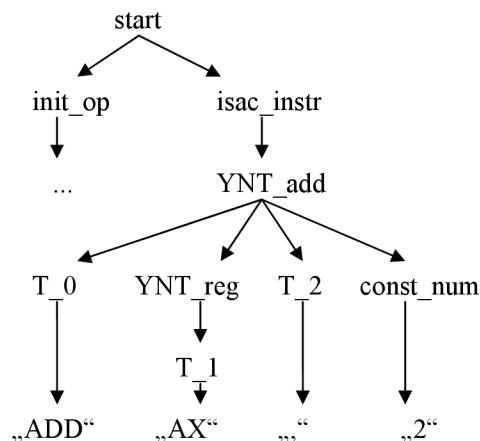 start
init_op isac_instr
... YNT_add
T_0 YNT_reg T_2 const_num
T_1
„ADD“ „AX“ „,“ „2“